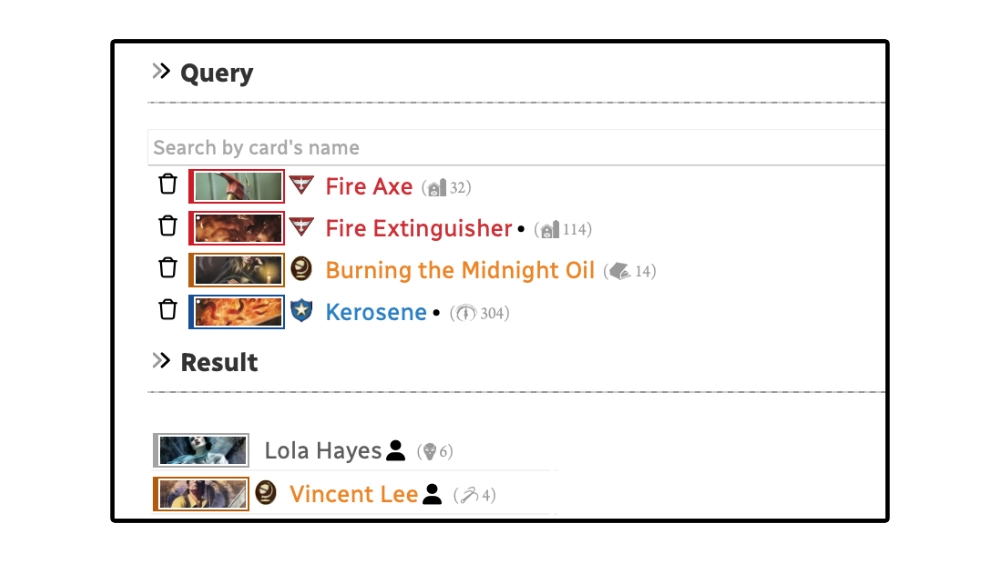 Query
Search by card's name
Fire Axe (32)
Fire Extinguisher • (114)
Burning the Midnight Oil (14)
Kerosene • (304)
Result
Lola Hayes (6)
Vincent Lee (4)